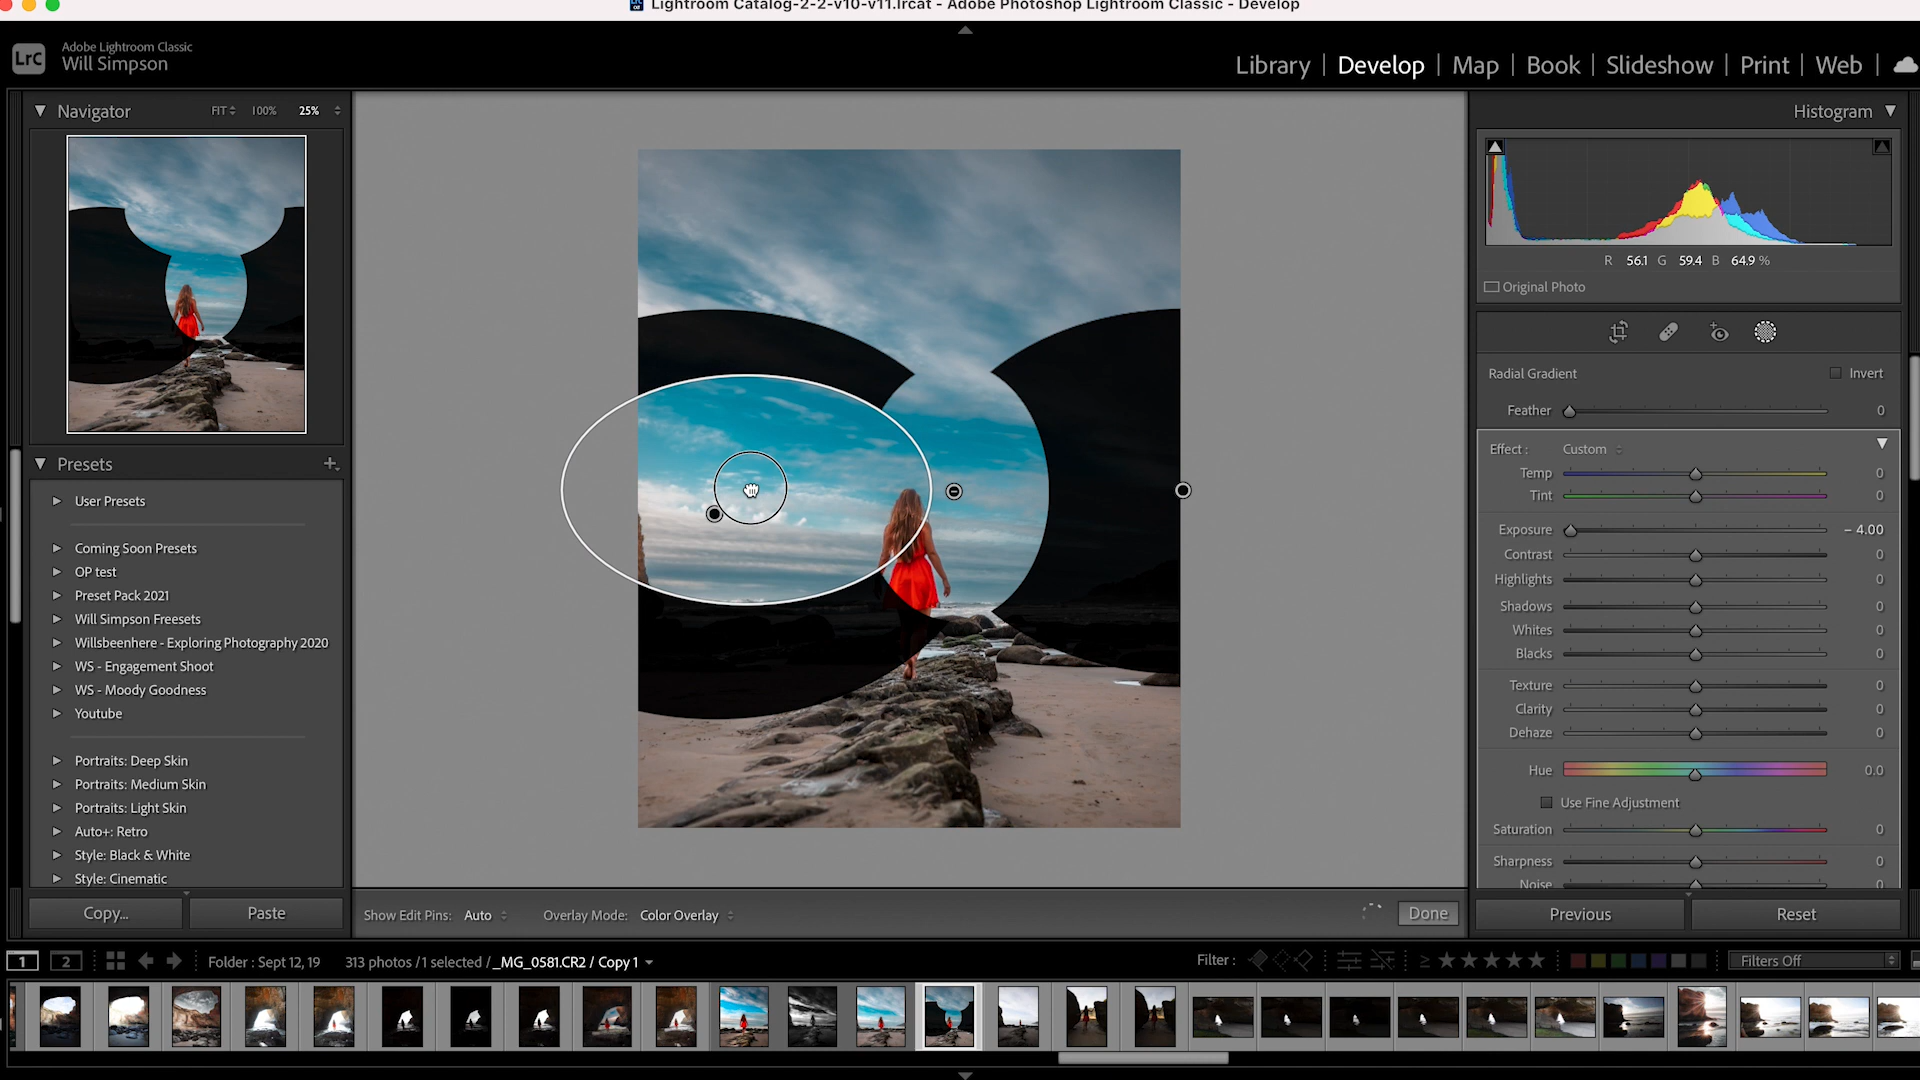 Lightroom Catalog-2-2-v10-v11.lrcat - Adobe Photoshop Lightroom Classic - Develop
LrC
Adobe Lightroom Classic
Will Simpson
Library | Develop | Map | Book | Slideshow | Print | Web |
Navigator FIT 100% 25%
Histogram
R 56.1 G 59.4 B 64.9 %
Original Photo
Radial Gradient Invert
Feather 0
Effect : Custom
Temp 0
Tint 0
Exposure – 4.00
Contrast 0
Highlights 0
Shadows 0
Whites 0
Blacks 0
Texture 0
Clarity 0
Dehaze 0
Hue 0.0
Use Fine Adjustment
Saturation 0
Sharpness 0
Noise 0
Presets +
User Presets
Coming Soon Presets
OP test
Preset Pack 2021
Will Simpson Freesets
Willsbeenhere - Exploring Photography 2020
WS - Engagement Shoot
WS - Moody Goodness
Youtube
Portraits: Deep Skin
Portraits: Medium Skin
Portraits: Light Skin
Auto+: Retro
Style: Black & White
Style: Cinematic
Copy... Paste
Show Edit Pins: Auto Overlay Mode: Color Overlay Done
Previous Reset
1 2 Folder : Sept 12, 19 313 photos / 1 selected / _MG_0581.CR2 / Copy 1 Filter : ≥ ★★★★★ Filters Off